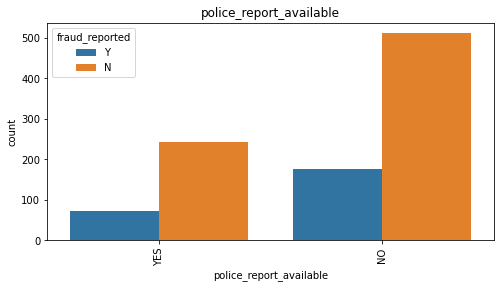 police_report_available
fraud_reported
Y
N
count
500
400
300
200
100
0
YES
NO
police_report_available